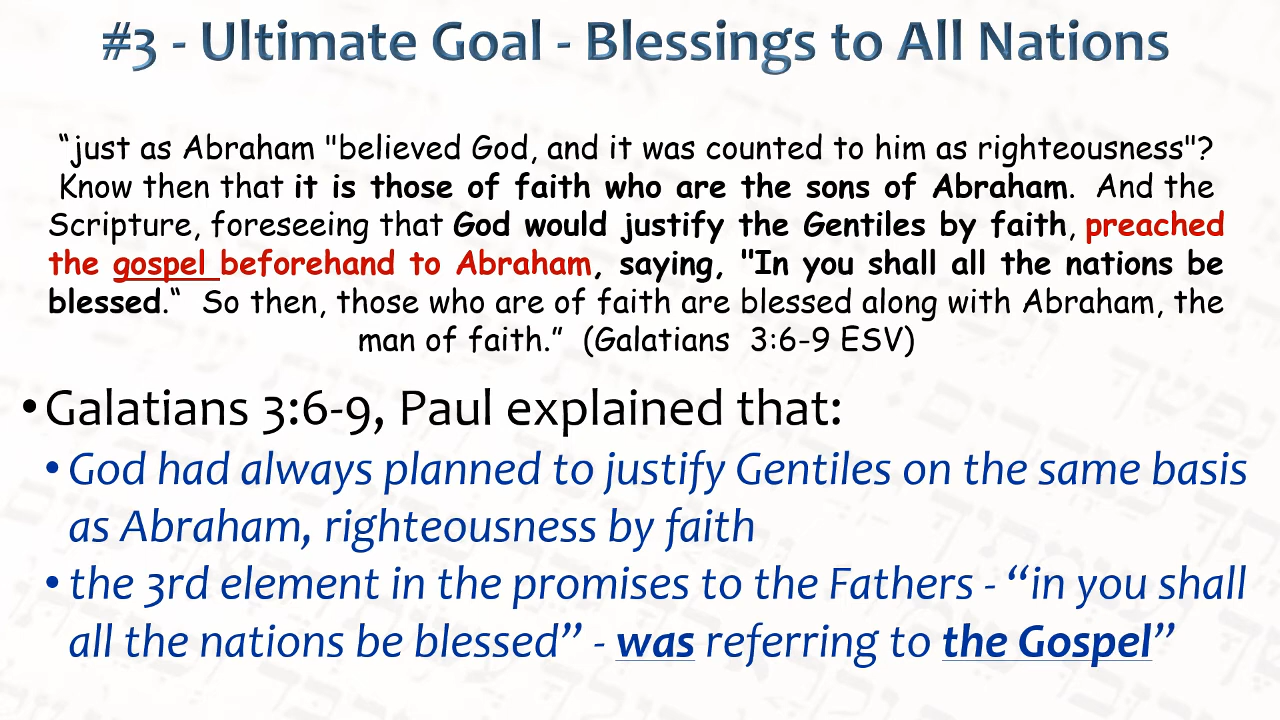 #3 - Ultimate Goal - Blessings to All Nations
“just as Abraham "believed God, and it was counted to him as righteousness"?
Know then that it is those of faith who are the sons of Abraham.  And the
Scripture, foreseeing that God would justify the Gentiles by faith, preached
the gospel beforehand to Abraham, saying, "In you shall all the nations be
blessed.“  So then, those who are of faith are blessed along with Abraham, the
man of faith.”  (Galatians  3:6-9 ESV)
•Galatians 3:6-9, Paul explained that:
•God had always planned to justify Gentiles on the same basis
as Abraham, righteousness by faith
•the 3rd element in the promises to the Fathers - “in you shall
all the nations be blessed” - was referring to the Gospel”